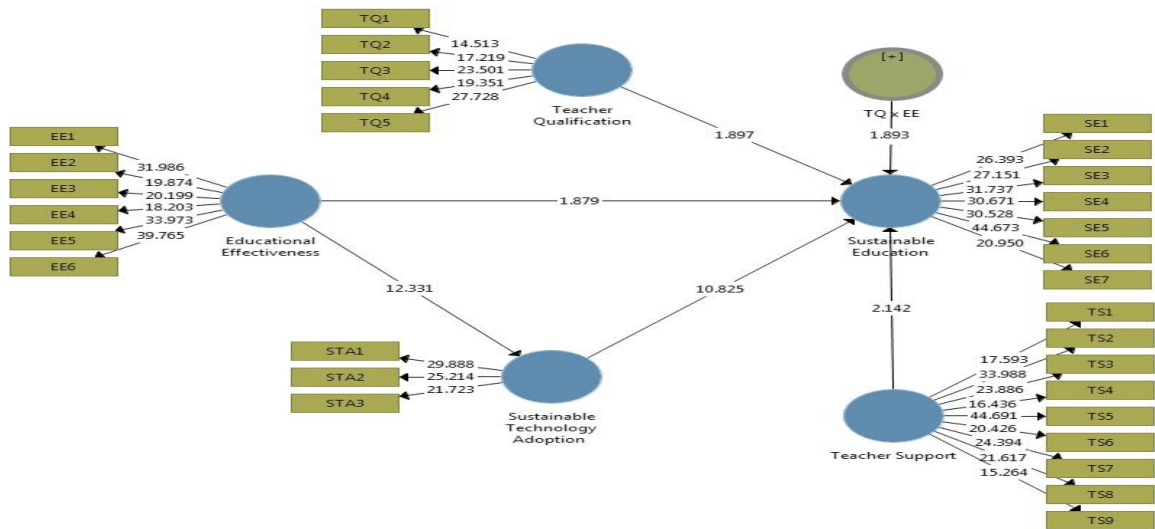 TQ1
TQ2
TQ3
TQ4
TQ5
14.513
17.219
23.501
19.351
27.728
Teacher
Qualification
[+]
TQ x EE
1.897
1.893
EE1
EE2
EE3
EE4
EE5
EE6
31.986
19.874
20.199
18.203
33.973
39.765
Educational
Effectiveness
1.879
Sustainable
Education
26.393
27.151
31.737
30.671
30.528
44.673
20.950
SE1
SE2
SE3
SE4
SE5
SE6
SE7
12.331
10.825
2.142
STA1
STA2
STA3
29.888
25.214
21.723
Sustainable
Technology
Adoption
Teacher Support
17.593
33.988
23.886
16.436
44.691
20.426
24.394
21.617
15.264
TS1
TS2
TS3
TS4
TS5
TS6
TS7
TS8
TS9